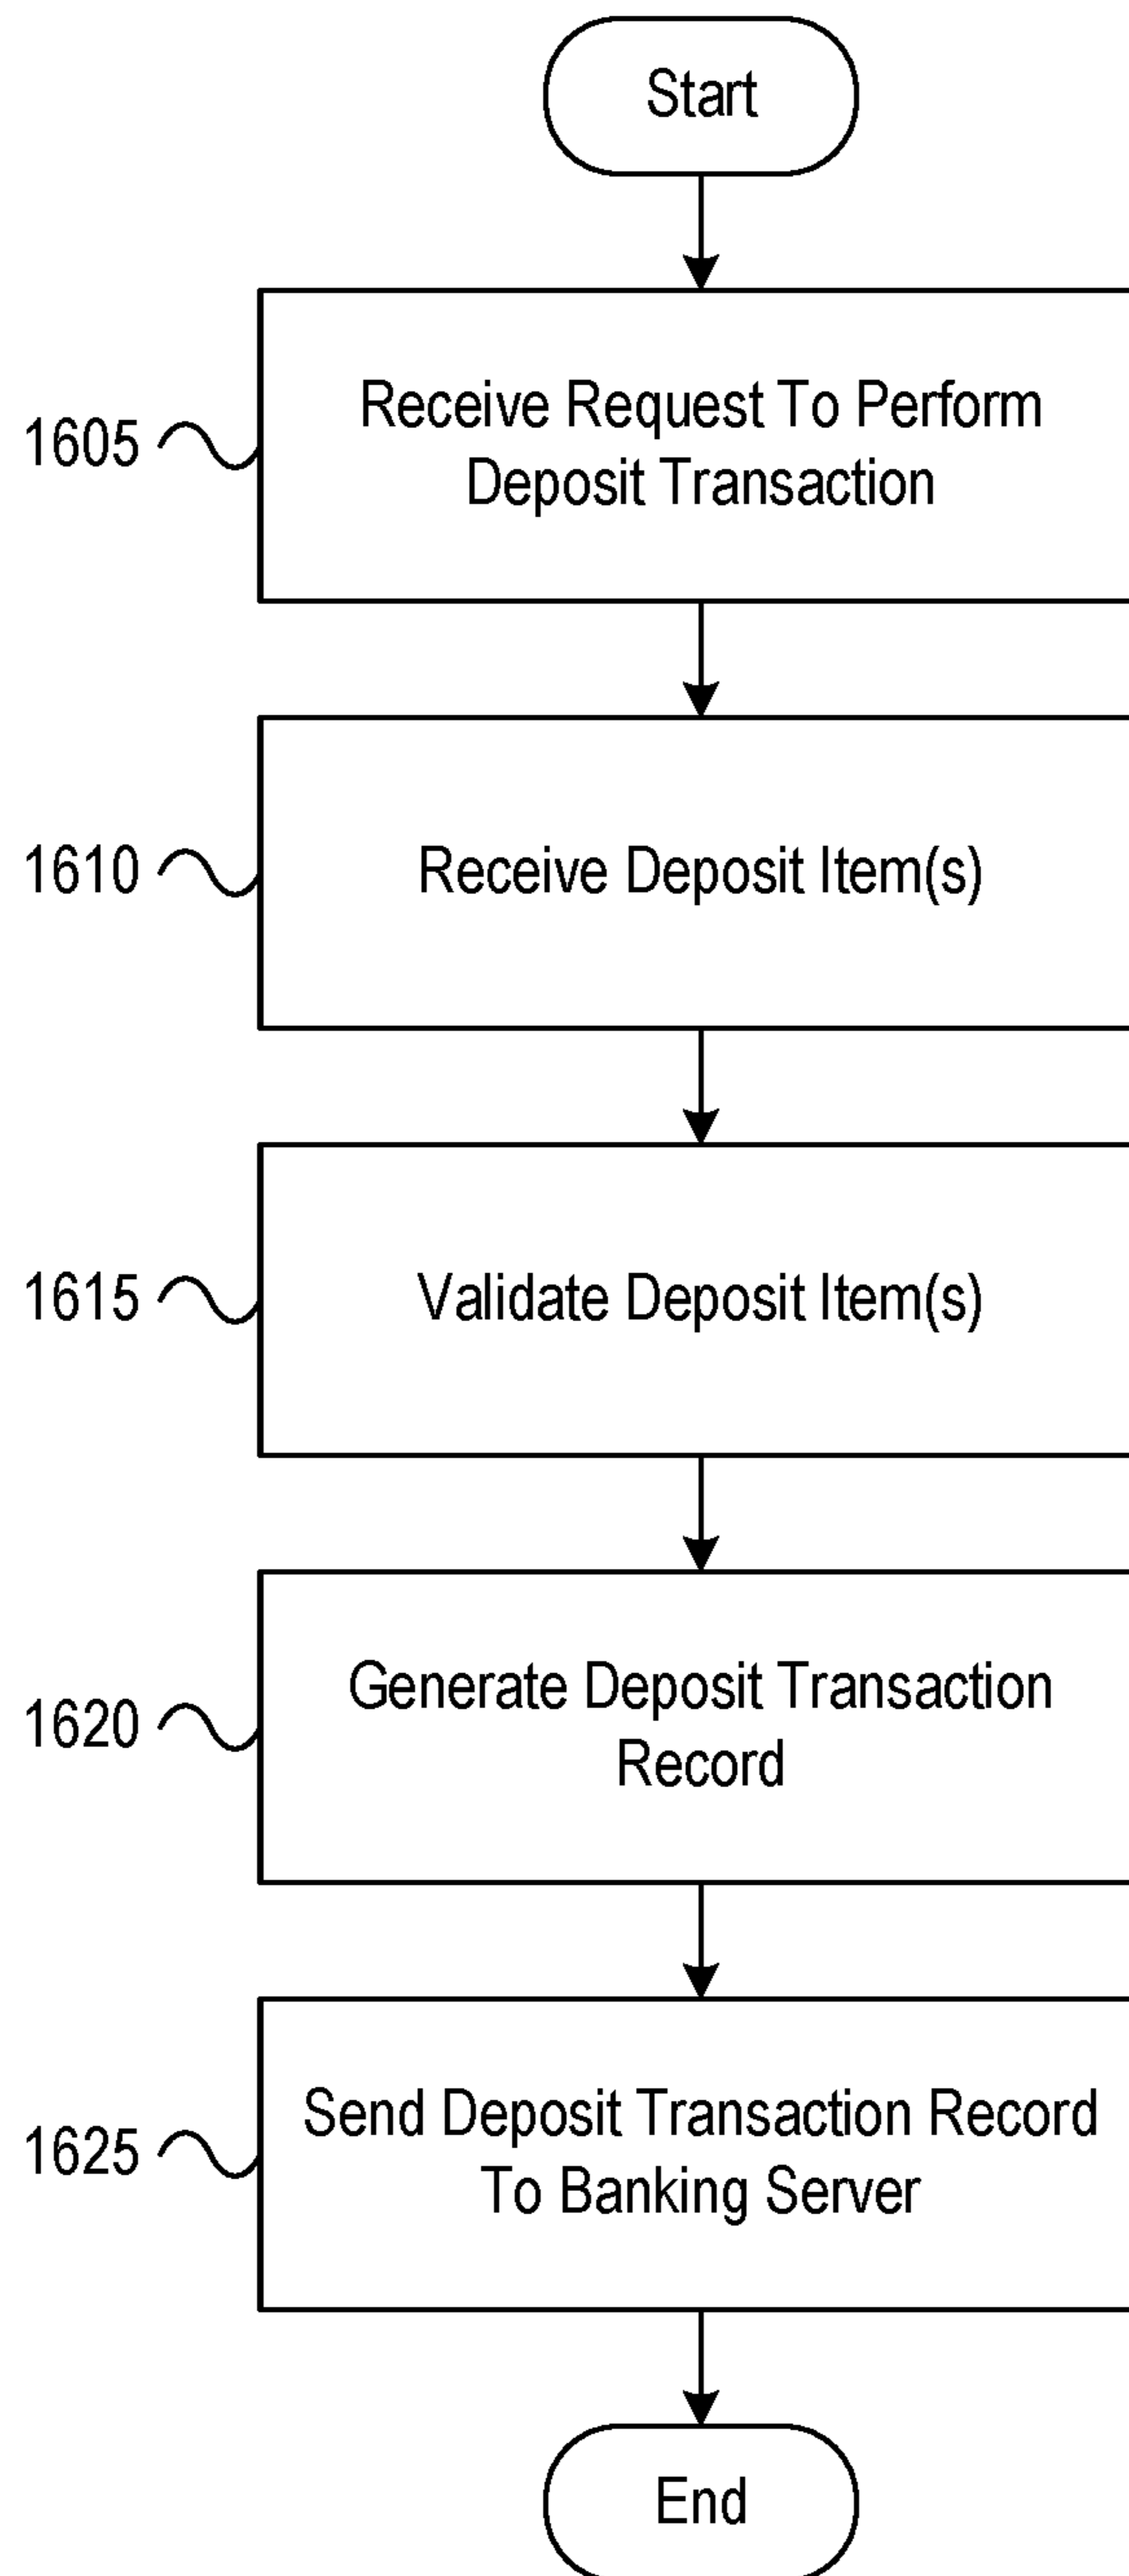 Start
1605
Receive Request To Perform
Deposit Transaction
1610
Receive Deposit Item(s)
1615
Validate Deposit Item(s)
1620
Generate Deposit Transaction
Record
1625
Send Deposit Transaction Record
To Banking Server
End